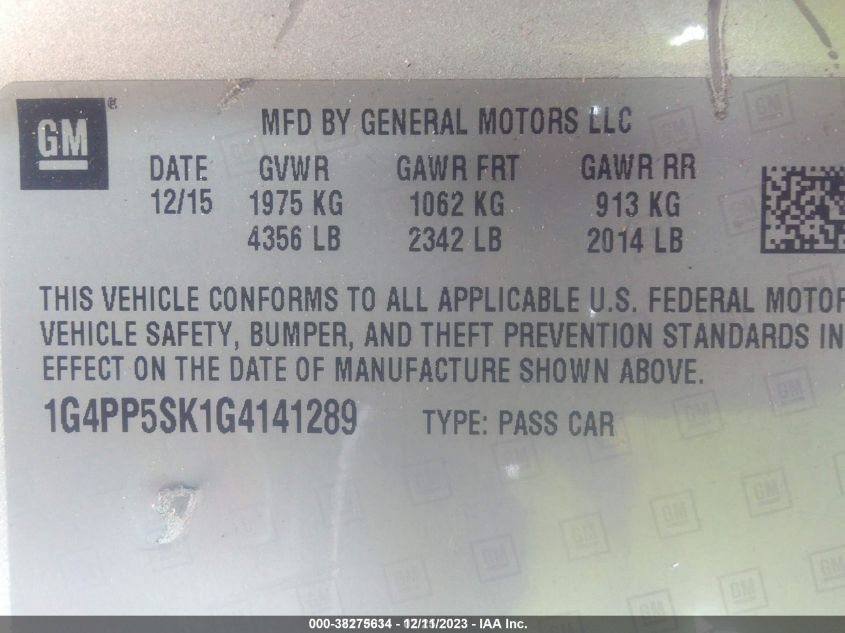 GM ® MFD BY GENERAL MOTORS LLC
DATE GVWR GAWR FRT GAWR RR
12/15 1975 KG 1062 KG 913 KG
4356 LB 2342 LB 2014 LB
THIS VEHICLE CONFORMS TO ALL APPLICABLE U.S. FEDERAL MOTOR
VEHICLE SAFETY, BUMPER, AND THEFT PREVENTION STANDARDS IN
EFFECT ON THE DATE OF MANUFACTURE SHOWN ABOVE.
1G4PP5SK1G4141289 TYPE: PASS CAR
000-38275634 - 12/11/2023 - IAA Inc.